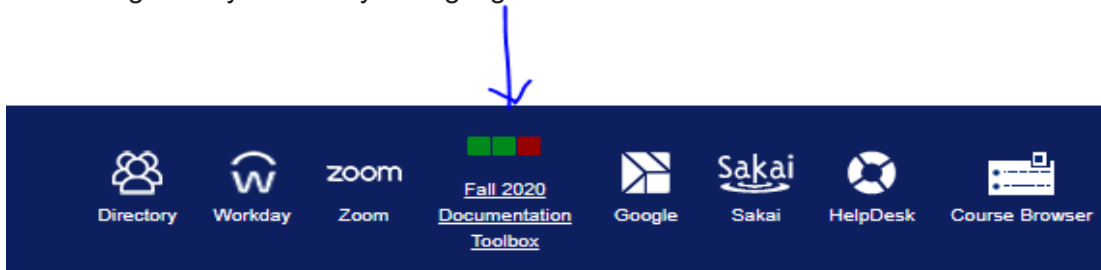 zoom
Sakai
Fall 2020
Documentation
Toolbox
Directory
Workday
Zoom
Google
Sakai
HelpDesk
Course Browser